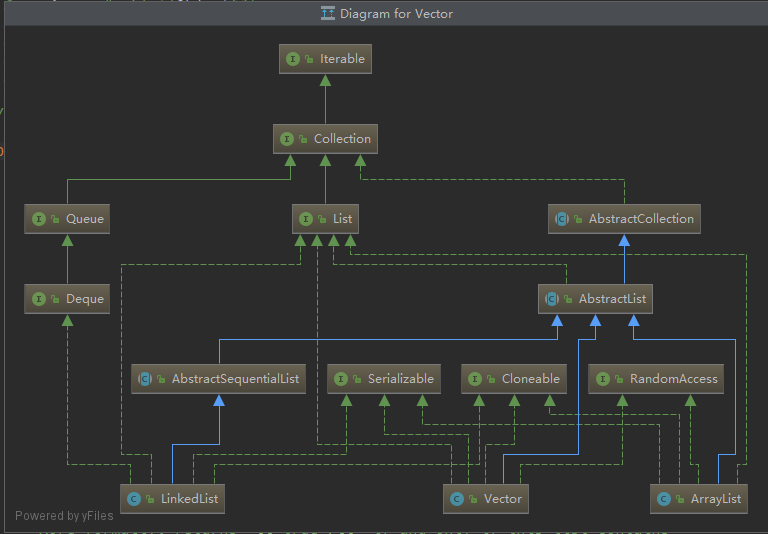 Diagram for Vector
Iterable
Collection
Queue
List
AbstractCollection
Deque
AbstractList
AbstractSequentialList
Serializable
Cloneable
RandomAccess
LinkedList
Vector
ArrayList
Powered by yFiles